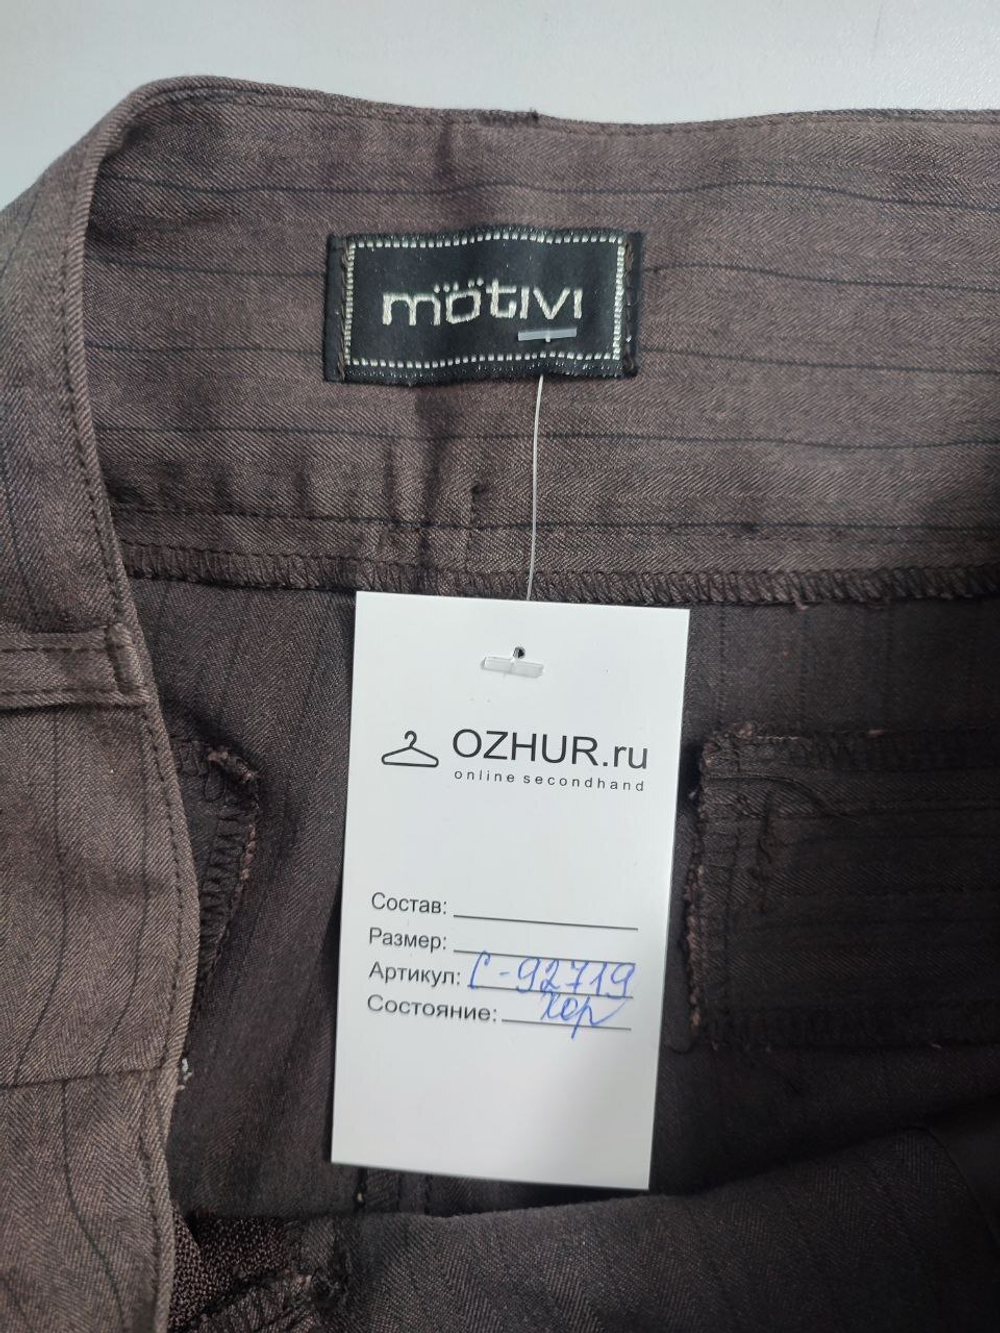 mötivi
OZHUR.ru
online secondhand
Состав:
Размер:
Артикул: С-92719
Состояние: хор